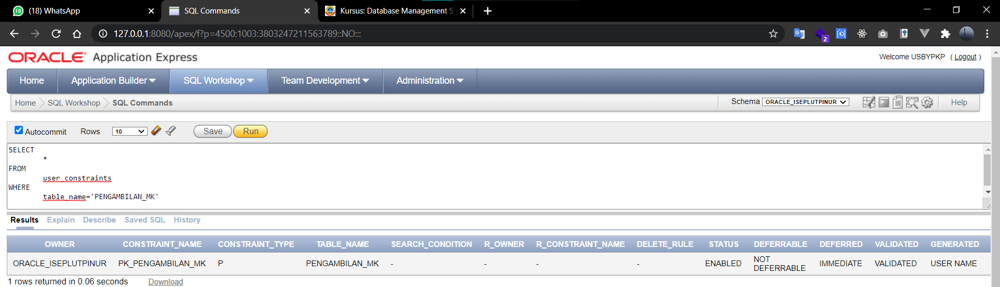 (18) WhatsApp
SQL Commands
Kursus: Database Management S
127.0.0.1:8080/apex/f?p=4500:1003:3803247211563789::NO:::
2
ORACLE Application Express
Welcome USBYPKP ( Logout )
Home
Application Builder
SQL Workshop
Team Development
Administration
Home
SQL Workshop
SQL Commands
Schema ORACLE_ISEPLUTPINUR
Help
Autocommit Rows 10 Save Run
SELECT
*
FROM
user_constraints
WHERE
table_name='PENGAMBILAN_MK'
Results Explain Describe Saved SQL History
OWNER CONSTRAINT_NAME CONSTRAINT_TYPE TABLE_NAME SEARCH_CONDITION R_OWNER R_CONSTRAINT_NAME DELETE_RULE STATUS DEFERRABLE DEFERRED VALIDATED GENERATED
ORACLE_ISEPLUTPINUR PK_PENGAMBILAN_MK P PENGAMBILAN_MK - - - - ENABLED NOT DEFERRABLE IMMEDIATE VALIDATED USER NAME
1 rows returned in 0.06 seconds Download